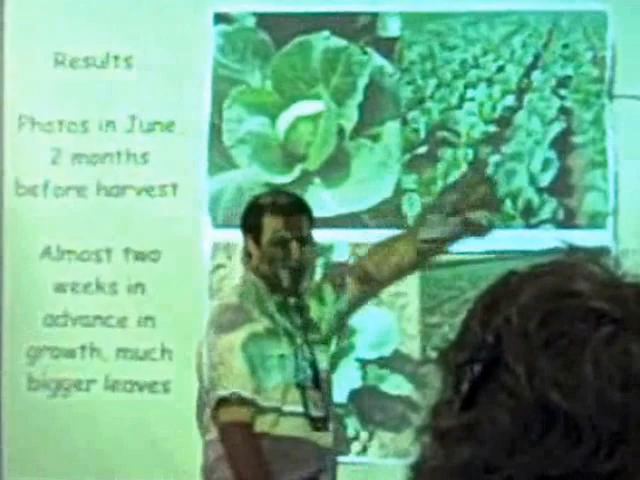 Results
Photos in June,
2 months
before harvest
Almost two
weeks in
advance in
growth, much
bigger leaves